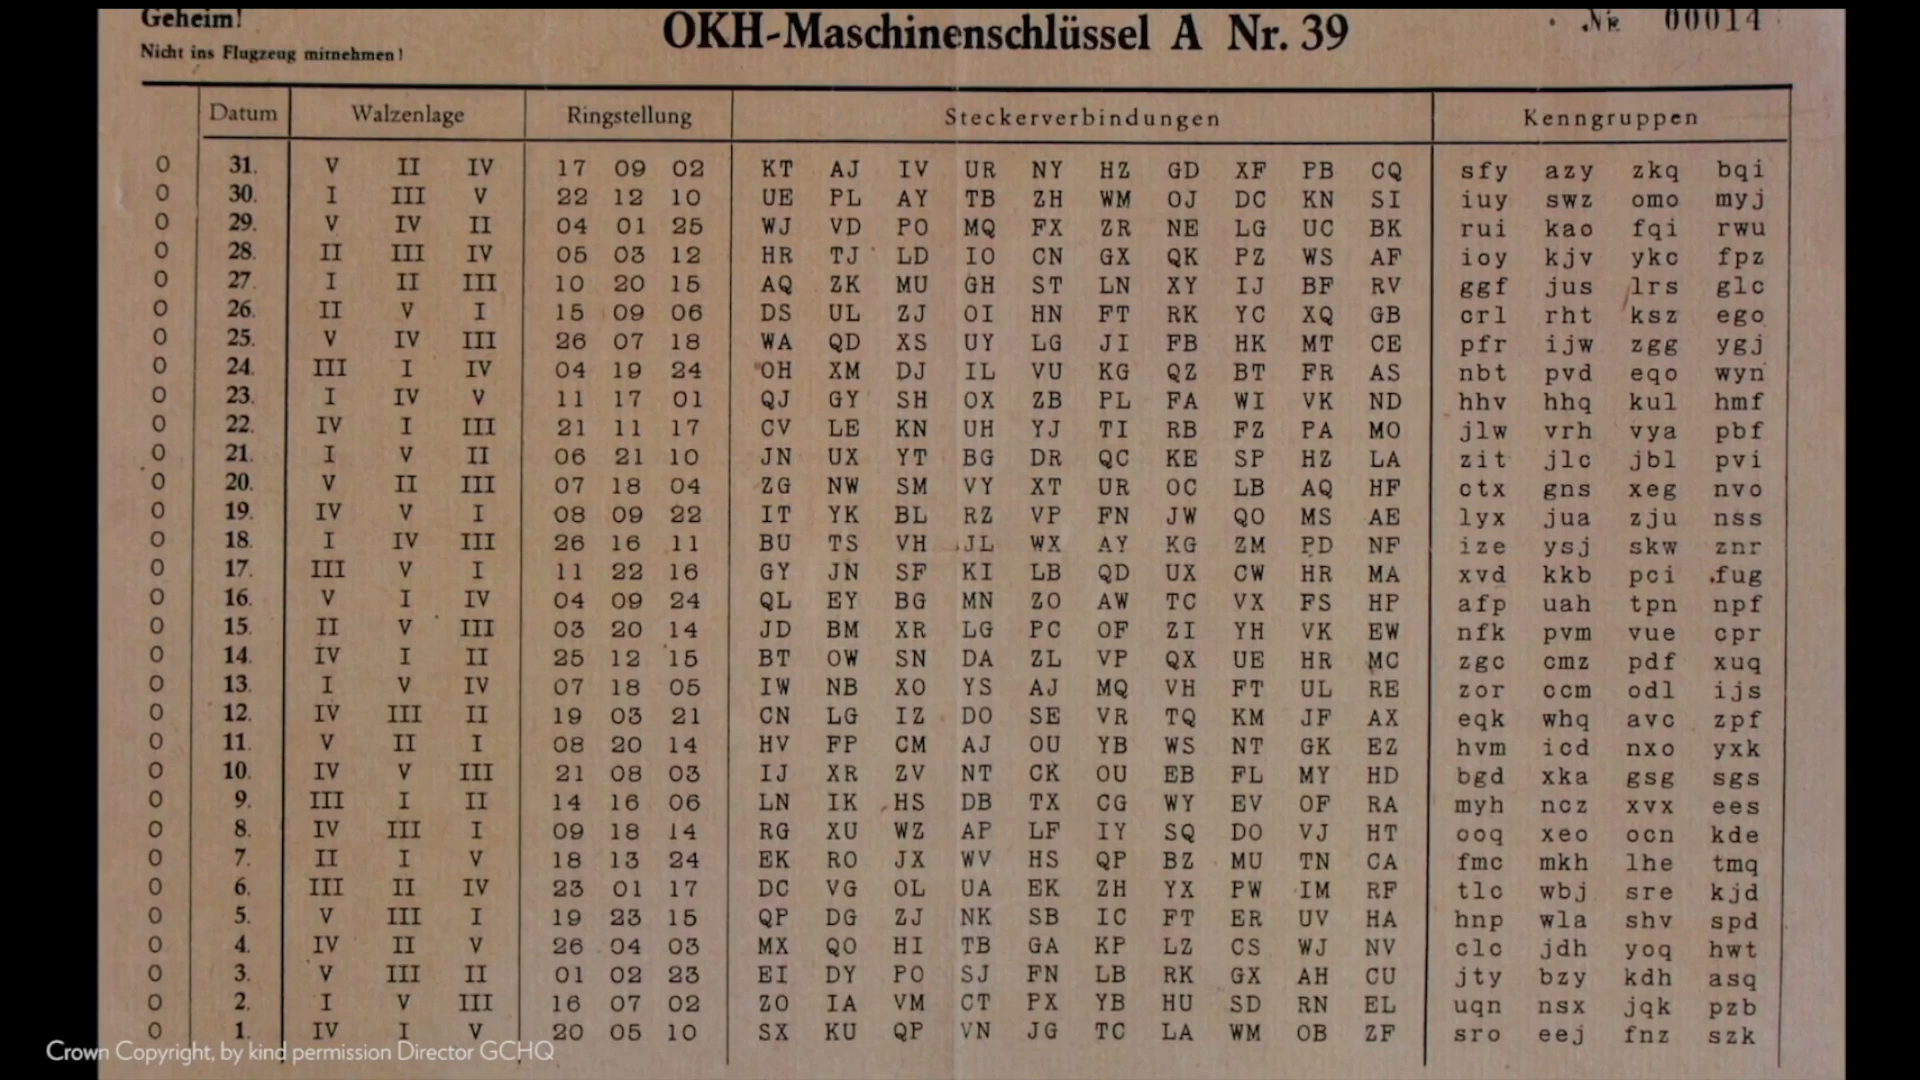 Geheim!
OKH-Maschinenschlüssel A Nr. 39
Nr. 00014
Nicht ins Flugzeug mitnehmen!
Datum Walzenlage Ringstellung Steckerverbindungen Kenngruppen
0 31. V II IV 17 09 02 KT AJ IV UR NY HZ GD XF PB CQ sfy azy zkq bqi
0 30. I III V 22 12 10 UE PL AY TB ZH WM OJ DC KN SI iuy swz omo myj
0 29. V IV II 04 01 25 WJ VD PO MQ FX ZR NE LG UC BK rui kao fqi rwu
0 28. II III IV 05 03 12 HR TJ LD IO CN GX QK PZ WS AF ioy kjv ykc fpz
0 27. I II III 10 20 15 AQ ZK MU GH ST LN XY IJ BF RV ggf jus lrs glc
0 26. II V I 15 09 06 DS UL ZJ OI HN FT RK YC XQ GB crl rht ksz ego
0 25. V IV III 26 07 18 WA QD XS UY LG JI FB HK MT CE pfr ijw zgg ygj
0 24. III I IV 04 19 24 OH XM DJ IL VU KG QZ BT FR AS nbt pvd eqo wyn
0 23. I IV V 11 17 01 QJ GY SH OX ZB PL FA WI VK ND hhv hhq kul hmf
0 22. IV I III 21 11 17 CV LE KN UH YJ TI RB FZ PA MO jlw vrh vya pbf
0 21. I V II 06 21 10 JN UX YT BG DR QC KE SP HZ LA zit jlc jbl pvi
0 20. V II III 07 18 04 ZG NW SM VY XT UR OC LB AQ HF ctx gns xeg nvo
0 19. IV V I 08 09 22 IT YK BL RZ VP FN JW QO MS AE lyx jua zju nss
0 18. I IV III 26 16 11 BU TS VH JL WX AY KG ZM PD NF ize ysj skw znr
0 17. III V I 11 22 16 GY JN SF KI LB QD UX CW HR MA xvd kkb pci fug
0 16. V I IV 04 09 24 QL EY BG MN ZO AW TC VX FS HP afp uah tpn npf
0 15. II V III 03 20 14 JD BM XR LG PC OF ZI YH VK EW nfk pvm vue cpr
0 14. IV I II 25 12 15 BT OW SN DA ZL VP QX UE HR MC zgc cmz pdf xuq
0 13. I V IV 07 18 05 IW NB XO YS AJ MQ VH FT UL RE zor ccm odl ijs
0 12. IV III II 19 03 21 CN LG IZ DO SE VR TQ KM JF AX eqk whq avc zpf
0 11. V II I 08 20 14 HV FP CM AJ OU YB WS NT GK EZ hvm icd nxo yxk
0 10. IV V III 21 08 03 IJ XR ZV NT CK OU EB FL MY HD bgd xka gsg sgs
0 9. III I II 14 16 06 LN IK HS DB TX CG WY EV OF RA myh ncz xvx ees
0 8. IV III I 09 18 14 RG XU WZ AP LF IY SQ DO VJ HT ooq xeo ocn kde
0 7. II I V 18 13 24 EK RO JX WV HS QP BZ MU TN CA fmc mkh lhe tmq
0 6. III II IV 23 01 17 DC VG OL UA EK ZH YX PW IM RF tlc wbj sre kjd
0 5. V III I 19 23 15 QP DG ZJ NK SB IC FT ER UV HA hnp wla shv spd
0 4. IV II V 26 04 03 MX QO HI TB GA KP LZ CS WJ NV clc jdh yoq hwt
0 3. V III II 01 02 23 EI DY PO SJ FN LB RK GX AH CU jty bzy kdh asq
0 2. I V III 16 07 02 ZO IA VM CT PX YB HU SD RN EL uqn nsx jqk pzb
0 1. IV I V 20 05 10 SX KU QP VN JG TC LA WM OB ZF sro eej fnz szk
Crown Copyright, by kind permission Director GCHQ